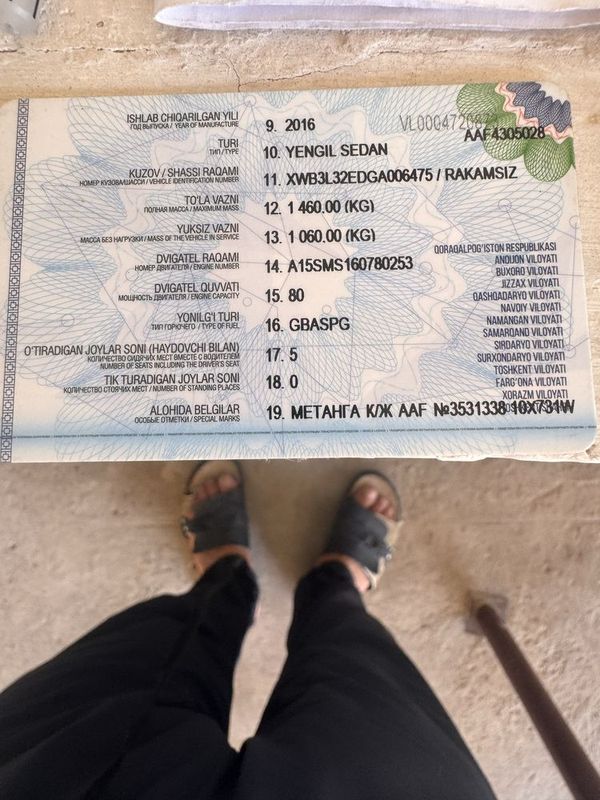 ISHLAB CHIQARILGAN YILI
ГОД ВЫПУСКА / YEAR OF MANUFACTURE
9. 2016
AAF 4305028
TURI
ТИП / TYPE
10. YENGIL SEDAN
KUZOV / SHASSI RAQAMI
НОМЕР КУЗОВА/ШАССИ / VEHICLE IDENTIFICATION NUMBER
11. XWB3L32EDGA006475 / RAKAMSIZ
TO'LA VAZNI
ПОЛНАЯ МАССА / MAXIMUM MASS
12. 1 460.00 (KG)
YUKSIZ VAZNI
МАССА БЕЗ НАГРУЗКИ / MASS OF THE VEHICLE IN SERVICE
13. 1 060.00 (KG)
DVIGATEL RAQAMI
НОМЕР ДВИГАТЕЛЯ / ENGINE NUMBER
14. A15SMS160780253
DVIGATEL QUVVATI
МОЩНОСТЬ ДВИГАТЕЛЯ / ENGINE CAPACITY
15. 80
YONILG'I TURI
ТИП ГОРЮЧЕГО / TYPE OF FUEL
16. GBASPG
O'TIRADIGAN JOYLAR SONI (HAYDOVCHI BILAN)
КОЛИЧЕСТВО СИДЯЧИХ МЕСТ ВМЕСТЕ С ВОДИТЕЛЕМ
NUMBER OF SEATS INCLUDING THE DRIVER'S SEAT
17. 5
TIK TURADIGAN JOYLAR SONI
КОЛИЧЕСТВО СТОЯЧИХ МЕСТ / NUMBER OF STANDING PLACES
18. 0
ALOHIDA BELGILAR
ОСОБЫЕ ОТМЕТКИ / SPECIAL MARKS
19. МЕТАНГА К/Ж AAF №3531338 10X731W
QORAQALPOG'ISTON RESPUBLIKASI
ANDIJON VILOYATI
BUXORO VILOYATI
JIZZAX VILOYATI
QASHQADARYO VILOYATI
NAVOIY VILOYATI
NAMANGAN VILOYATI
SAMARQAND VILOYATI
SIRDARYO VILOYATI
SURXONDARYO VILOYATI
TOSHKENT VILOYATI
FARG'ONA VILOYATI
XORAZM VILOYATI